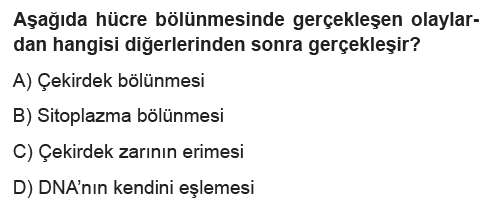 Aşağıda hücre bölünmesinde gerçekleşen olaylar-
dan hangisi diğerlerinden sonra gerçekleşir?
A) Çekirdek bölünmesi
B) Sitoplazma bölünmesi
C) Çekirdek zarının erimesi
D) DNA’nın kendini eşlemesi